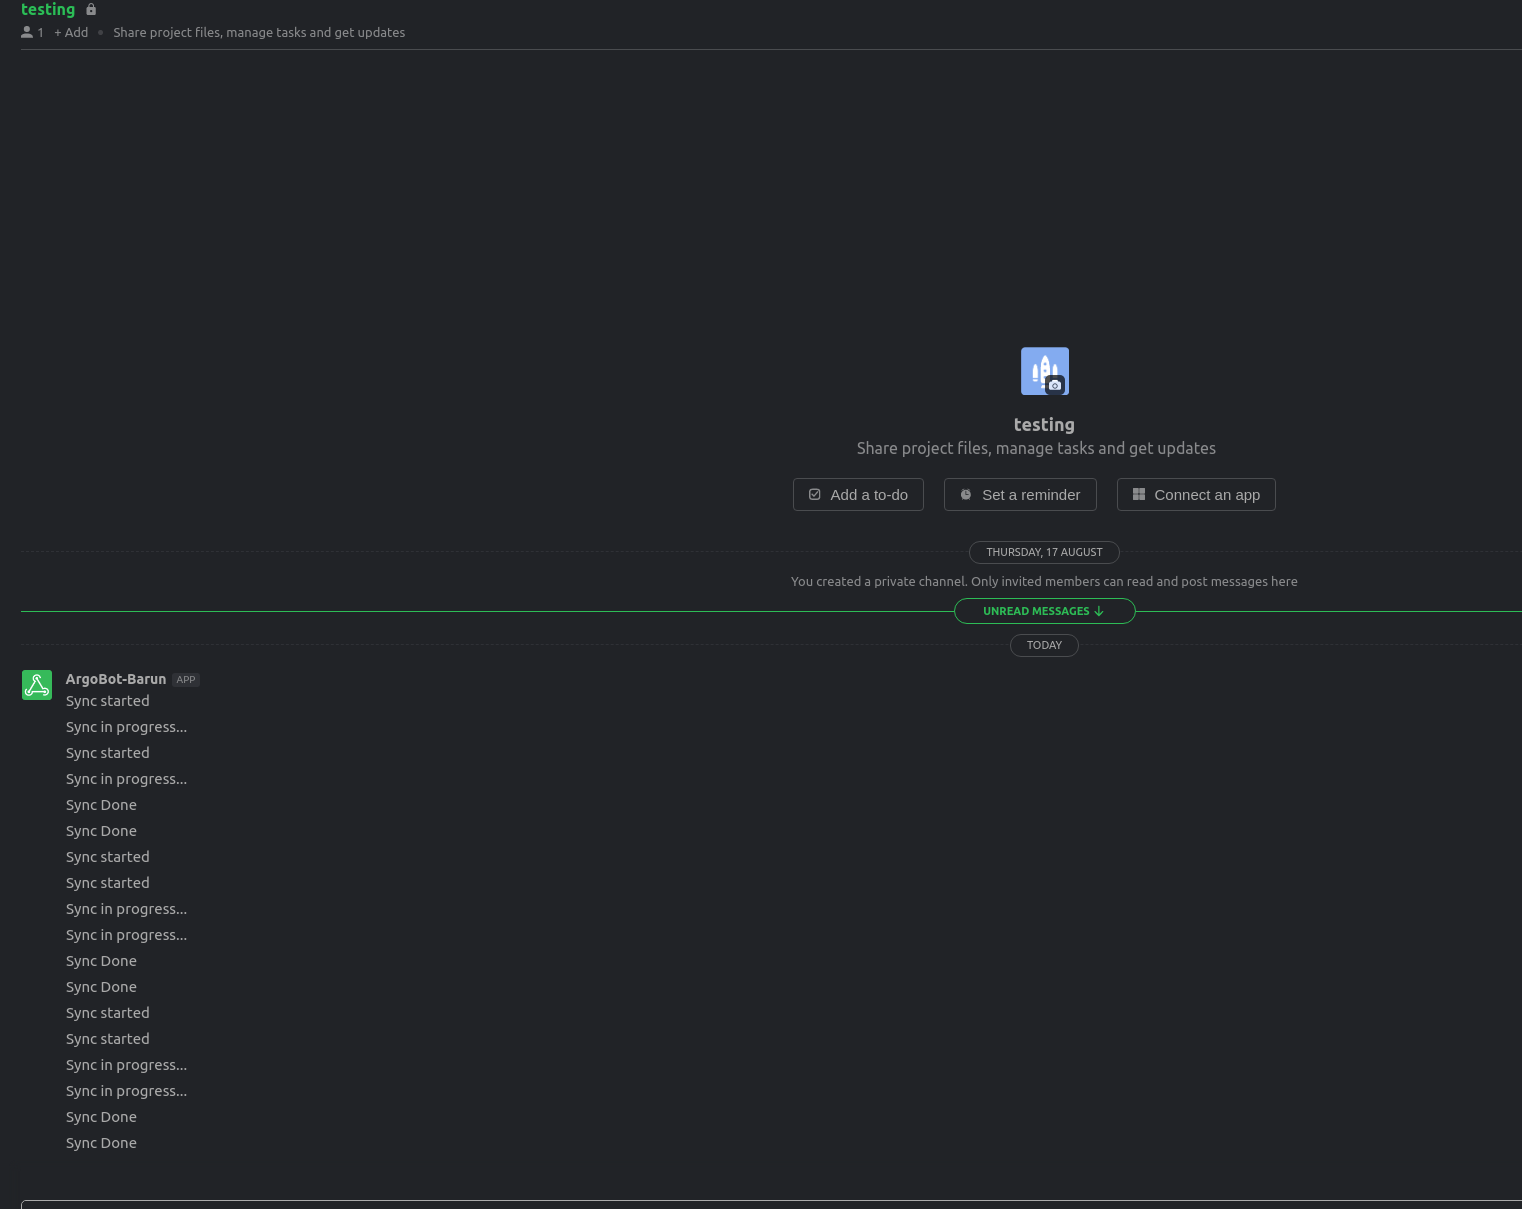 testing
1 + Add Share project files, manage tasks and get updates
testing
Share project files, manage tasks and get updates
Add a to-do Set a reminder Connect an app
THURSDAY, 17 AUGUST
You created a private channel. Only invited members can read and post messages here
UNREAD MESSAGES
TODAY
ArgoBot-Barun APP
Sync started
Sync in progress...
Sync started
Sync in progress...
Sync Done
Sync Done
Sync started
Sync started
Sync in progress...
Sync in progress...
Sync Done
Sync Done
Sync started
Sync started
Sync in progress...
Sync in progress...
Sync Done
Sync Done